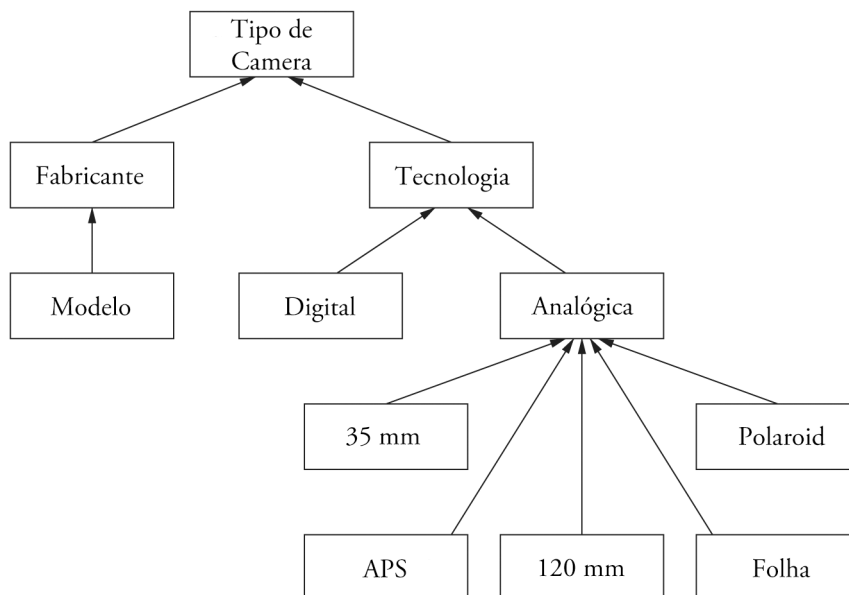 Tipo de
Camera
Fabricante
Tecnologia
Modelo
Digital
Analógica
35 mm
Polaroid
APS
120 mm
Folha